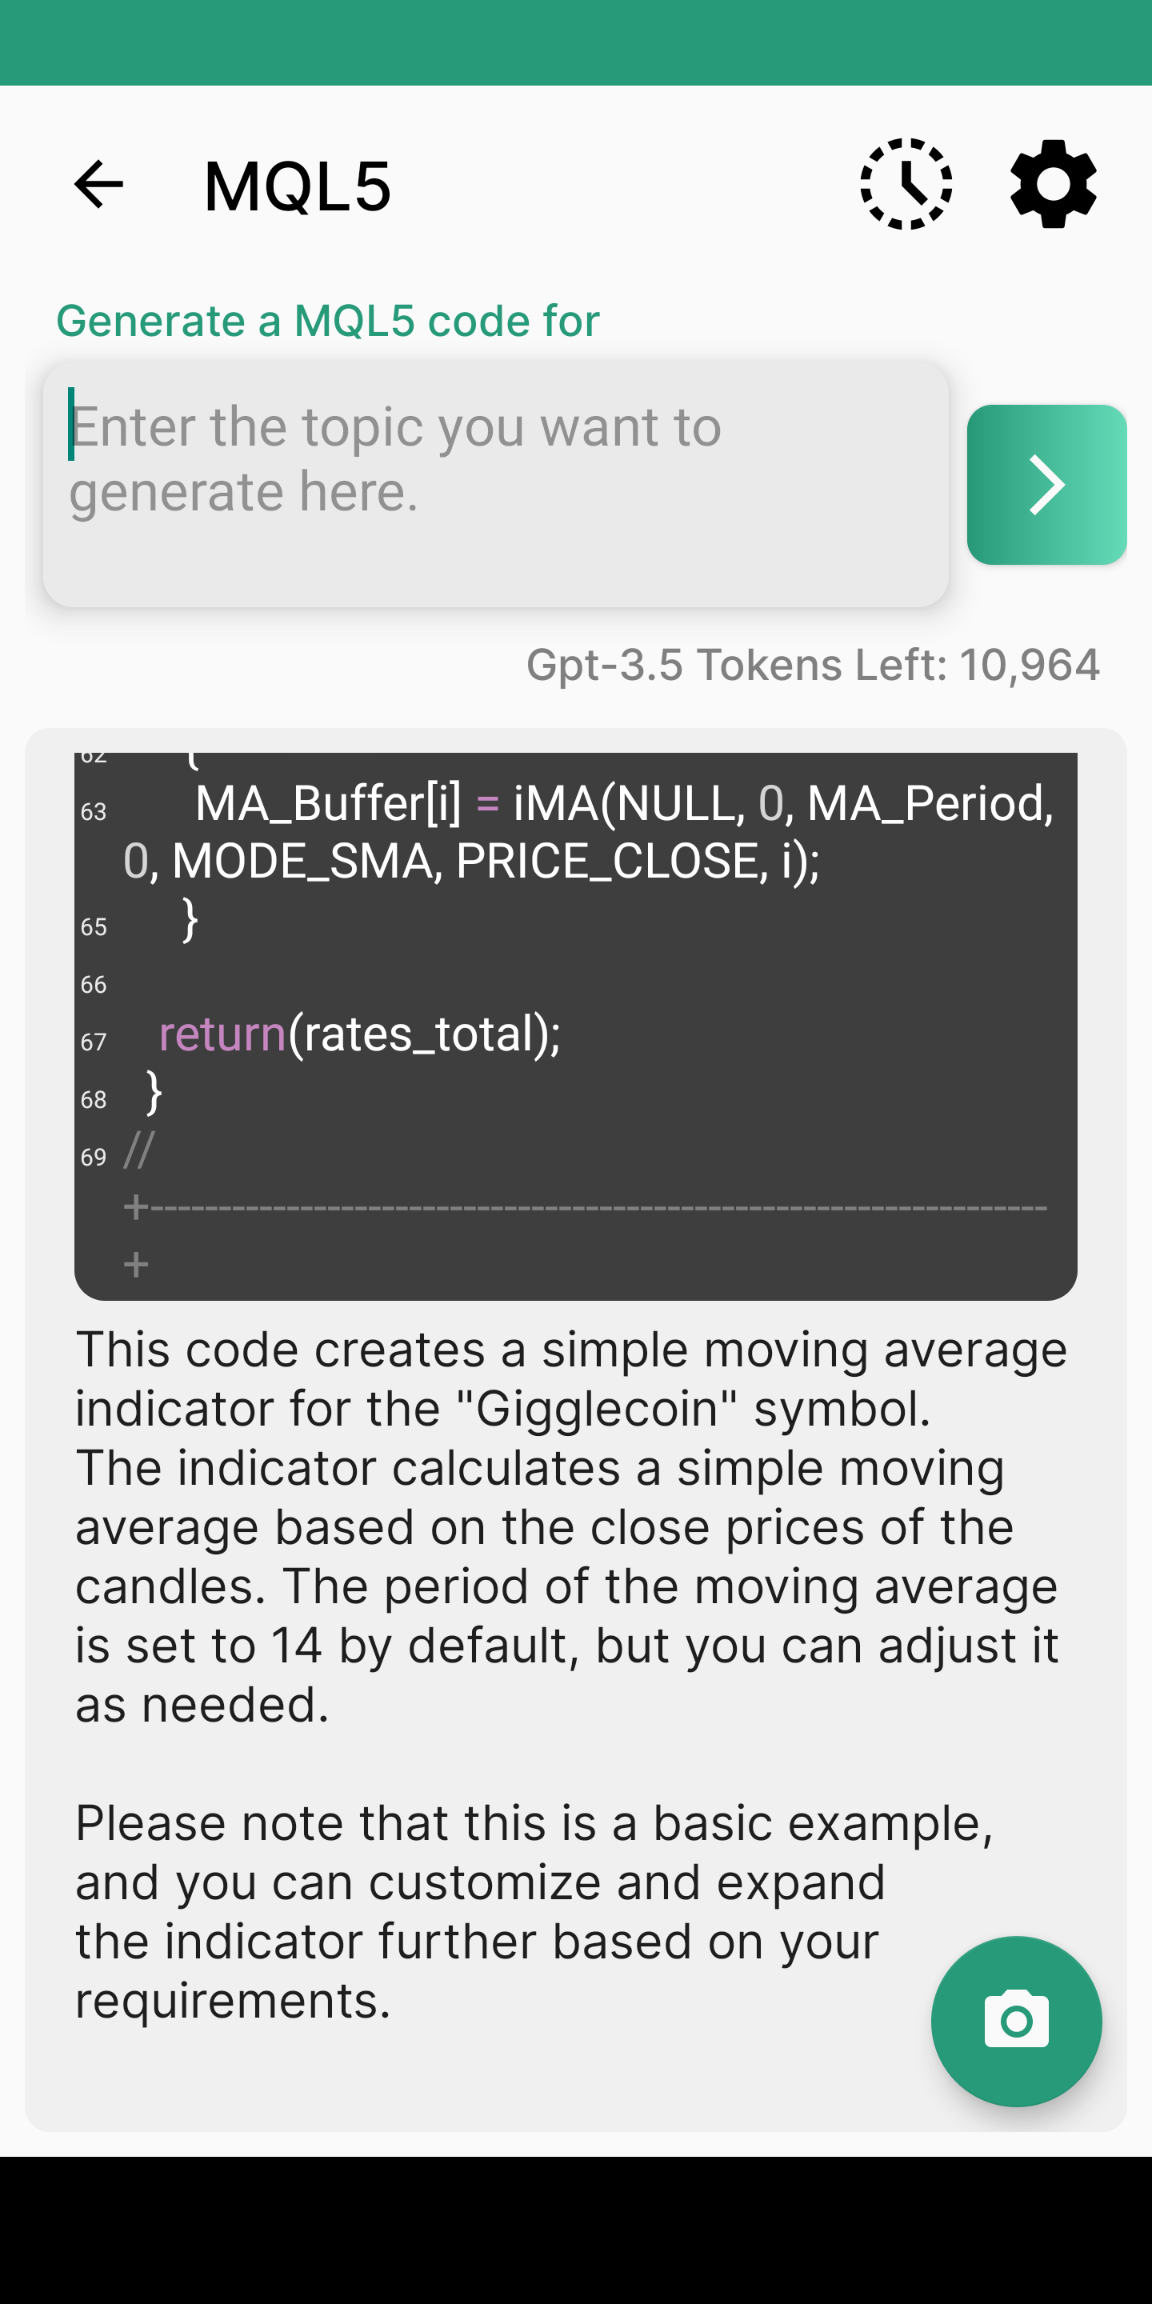 MQL5
Generate a MQL5 code for
Enter the topic you want to
generate here.
Gpt-3.5 Tokens Left: 10,964
62 {
63 MA_Buffer[i] = iMA(NULL, 0, MA_Period,
0, MODE_SMA, PRICE_CLOSE, i);
65 }
66
67 return(rates_total);
68 }
69 //
+------------------------------------------------------------------
+
This code creates a simple moving average
indicator for the "Gigglecoin" symbol.
The indicator calculates a simple moving
average based on the close prices of the
candles. The period of the moving average
is set to 14 by default, but you can adjust it
as needed.
Please note that this is a basic example,
and you can customize and expand
the indicator further based on your
requirements.